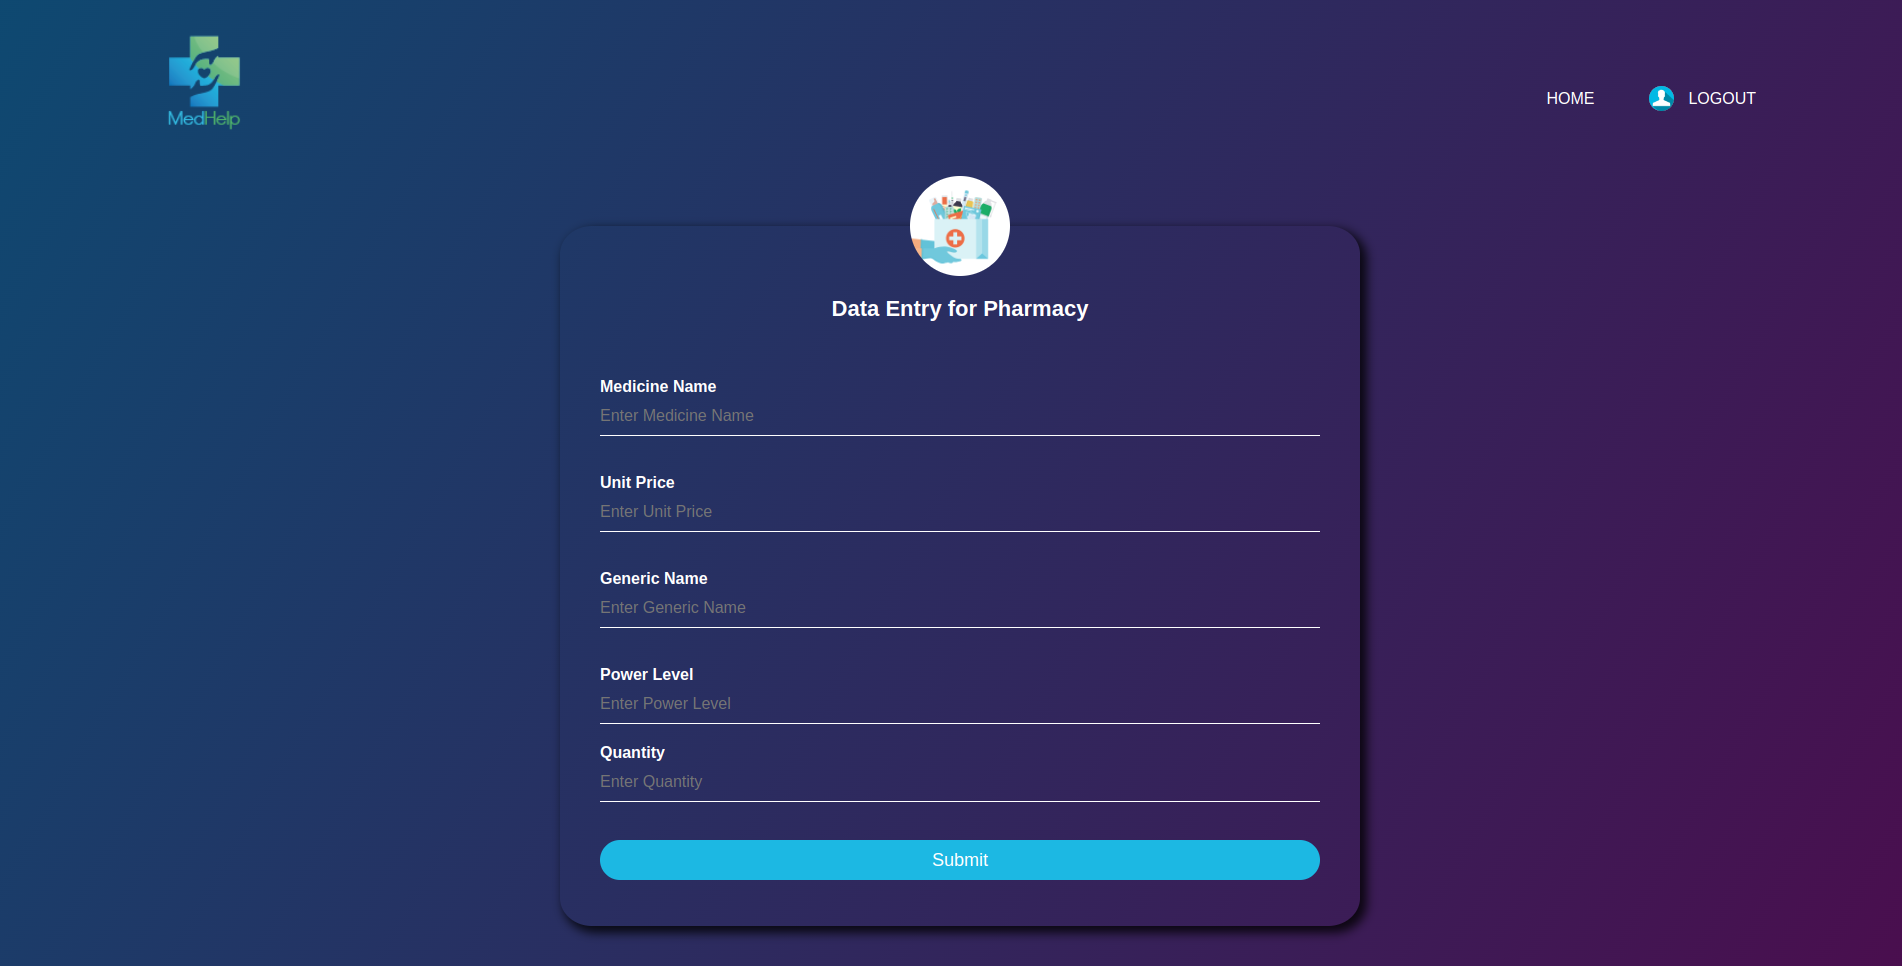 MedHelp
HOME
LOGOUT
Data Entry for Pharmacy
Medicine Name
Enter Medicine Name
Unit Price
Enter Unit Price
Generic Name
Enter Generic Name
Power Level
Enter Power Level
Quantity
Enter Quantity
Submit